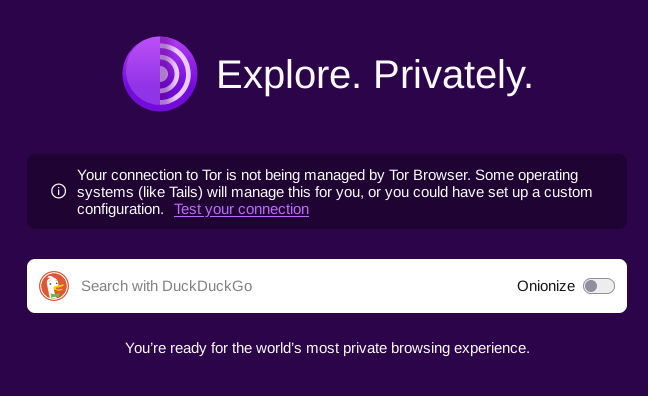 Explore. Privately.
Your connection to Tor is not being managed by Tor Browser. Some operating
systems (like Tails) will manage this for you, or you could have set up a custom
configuration. Test your connection
Search with DuckDuckGo Onionize
You're ready for the world's most private browsing experience.